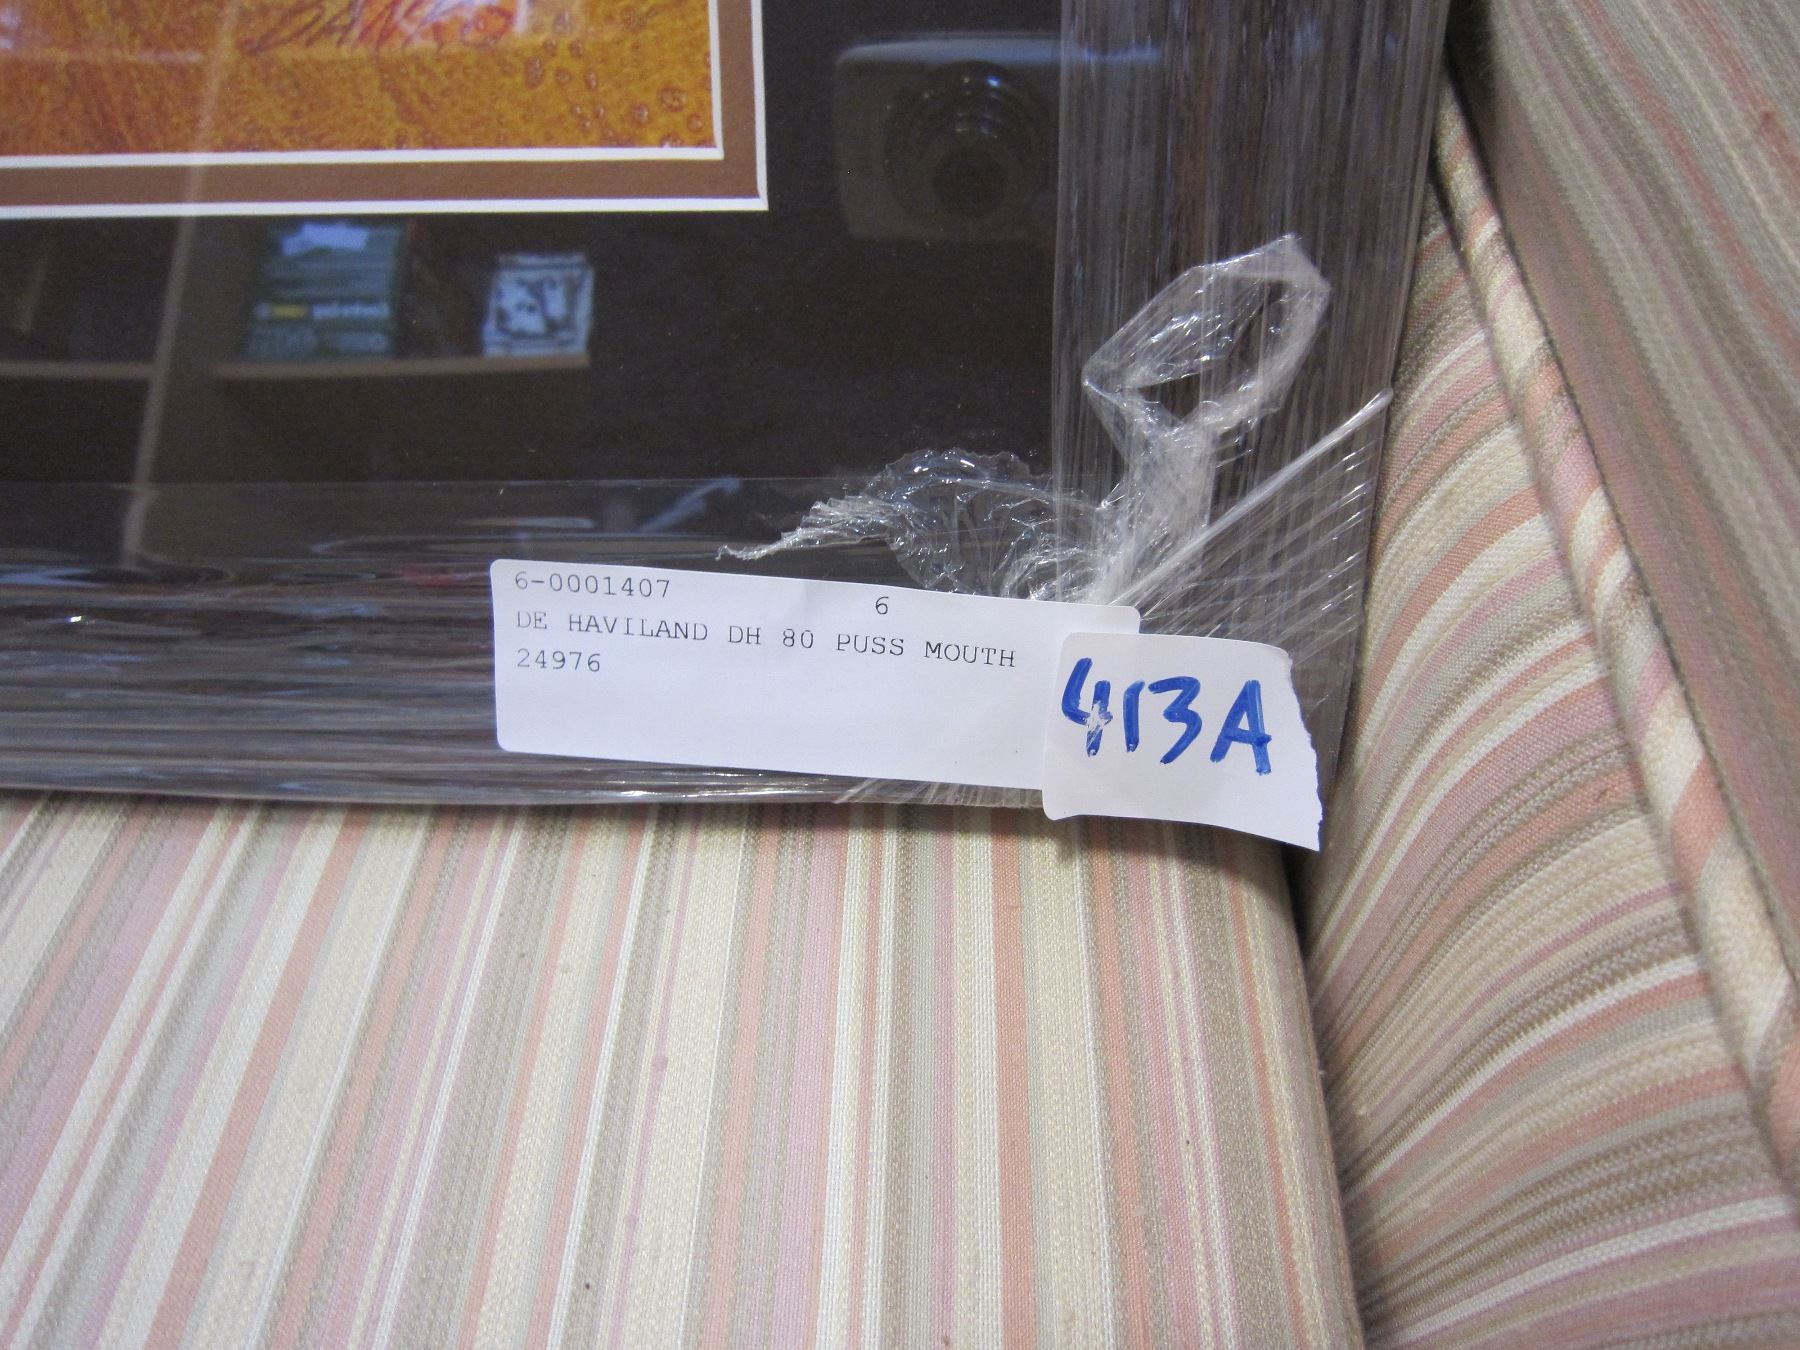 6-0001407 6
DE HAVILAND DH 80 PUSS MOUTH
24976
413A